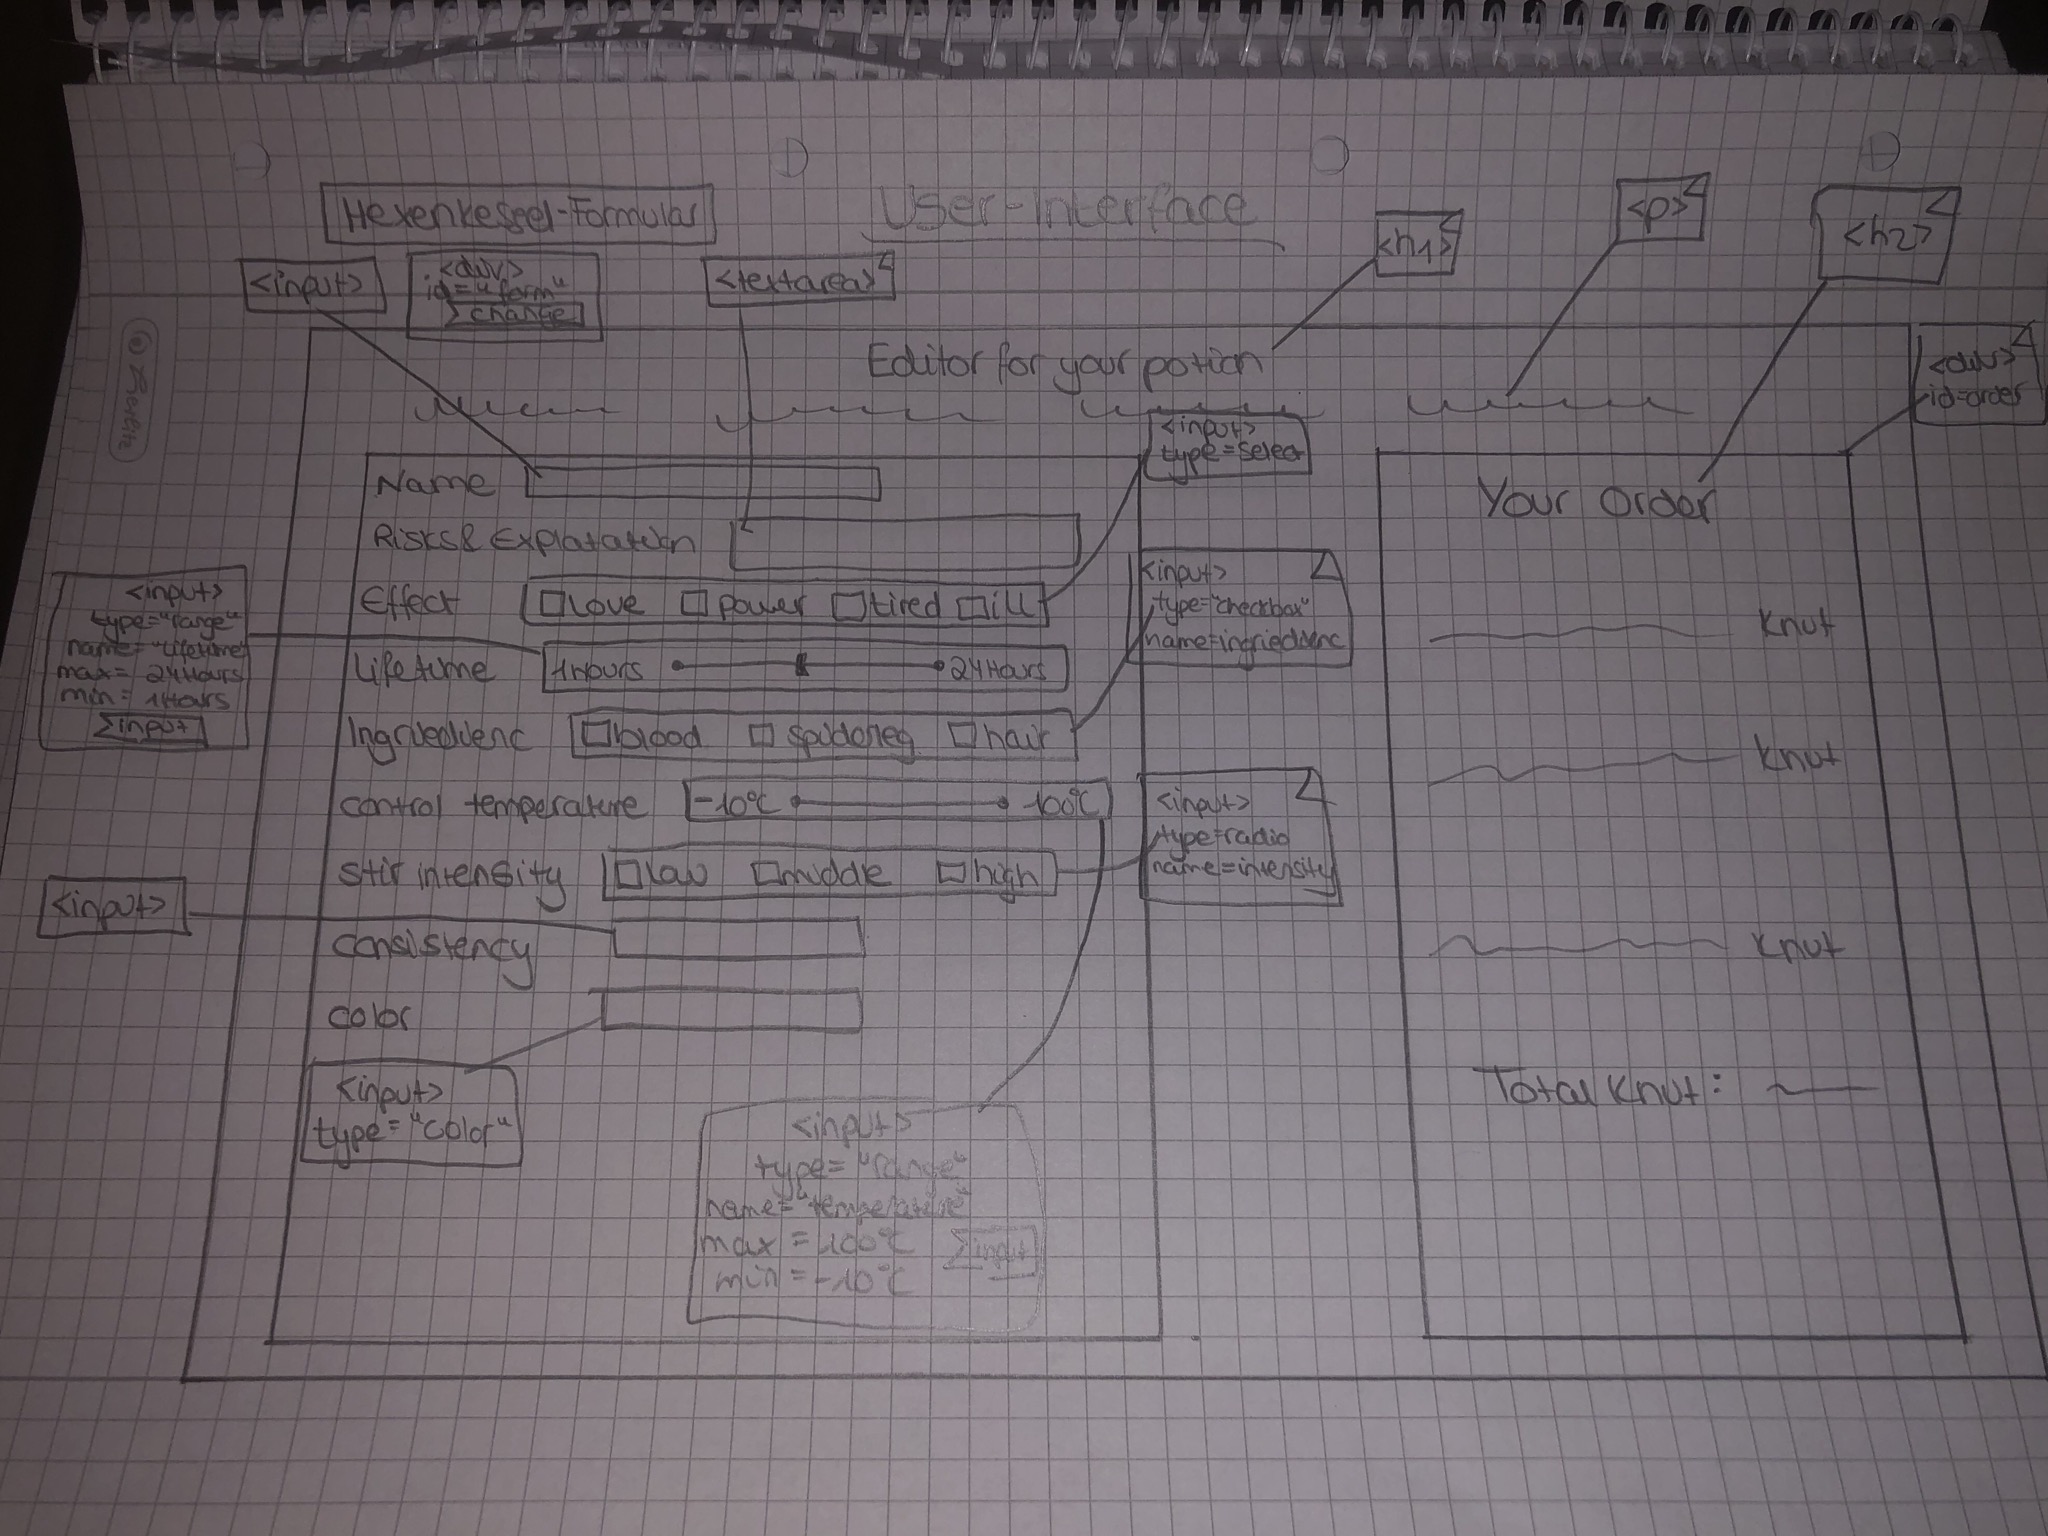 Hexenkessel-Formular
User-Interface
<h1>
<p>
<h2>
<input>
<div>
id="form"
change
<textarea>
Editor for your potion
<div>
id=order
<input>
type=select
Name
Risks& Explatation
Effect
love
power
tired
ill
<input>
type="range"
name="Lifetime"
max= 24Hours
min= 1Hours
input
Lifetime
1hours
24Hours
<input>
type="checkbox"
name=ingrieddienc
Ingrieddienc
blood
spidereg
hair
control temperature
-10°C
100°C
<input>
type=radio
name=intensity
stir intensity
low
middle
high
<input>
consistency
color
<input>
type="color"
<input>
type="range"
name="temperature"
max=100°C
input
min=-10°C
Your Order
Knut
Knut
Knut
Total Knut: